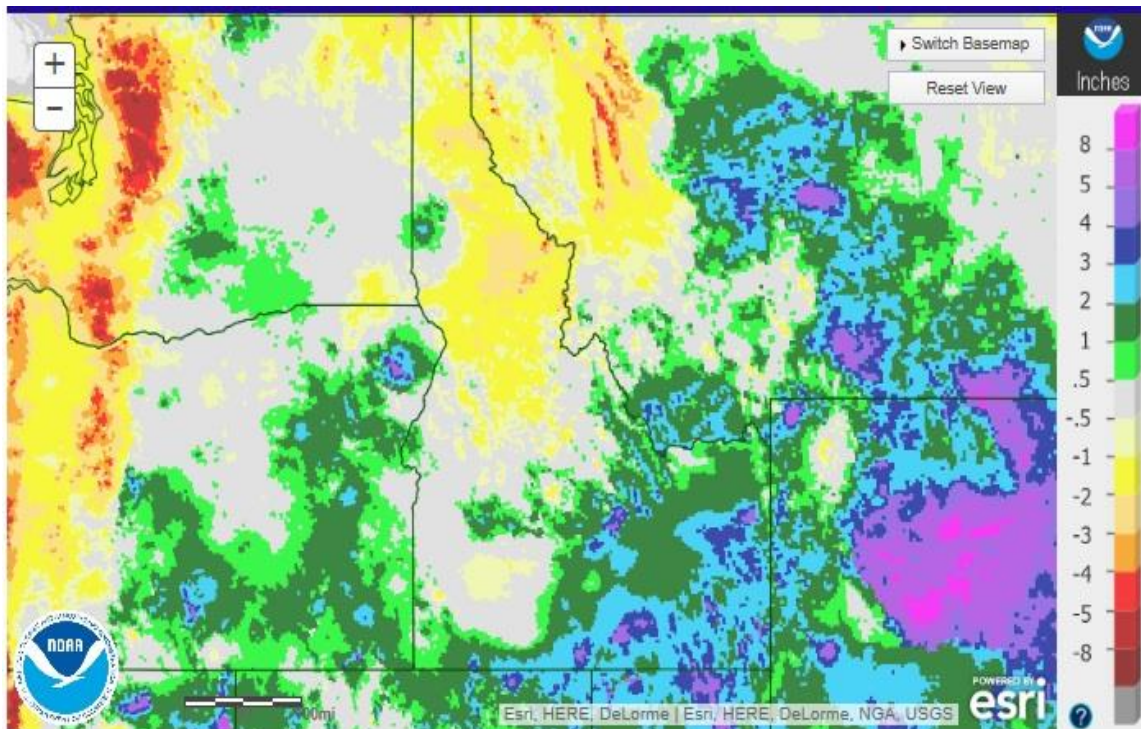 +
−
Switch Basemap
Reset View
Inches
8
5
4
3
2
1
.5
-.5
-1
-2
-3
-4
-5
-8
NOAA
Esri, HERE, DeLorme | Esri, HERE, DeLorme, NGA, USGS
POWERED BY
esri
?